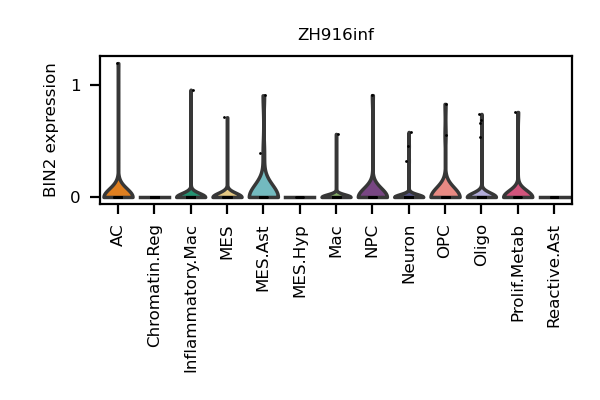 ZH916inf
BIN2 expression
1
0
AC
Chromatin.Reg
Inflammatory.Mac
MES
MES.Ast
MES.Hyp
Mac
NPC
Neuron
OPC
Oligo
Prolif.Metab
Reactive.Ast